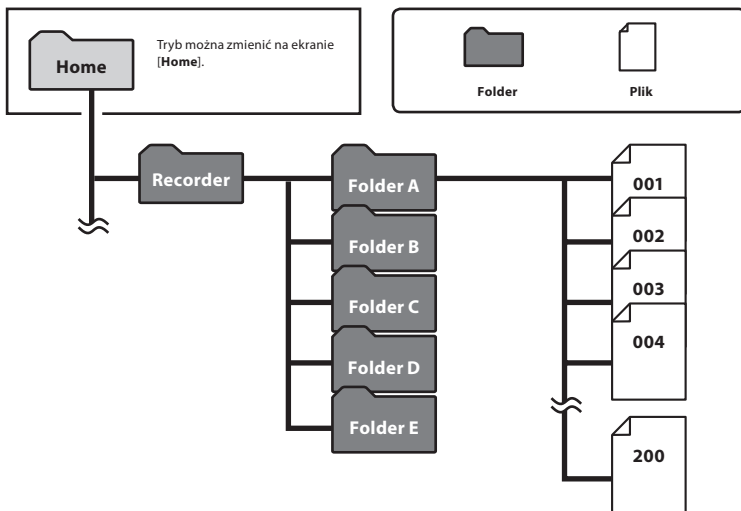 Home
Tryb można zmienić na ekranie
[Home].
Folder
Plik
Recorder
Folder A
Folder B
Folder C
Folder D
Folder E
001
002
003
004
200